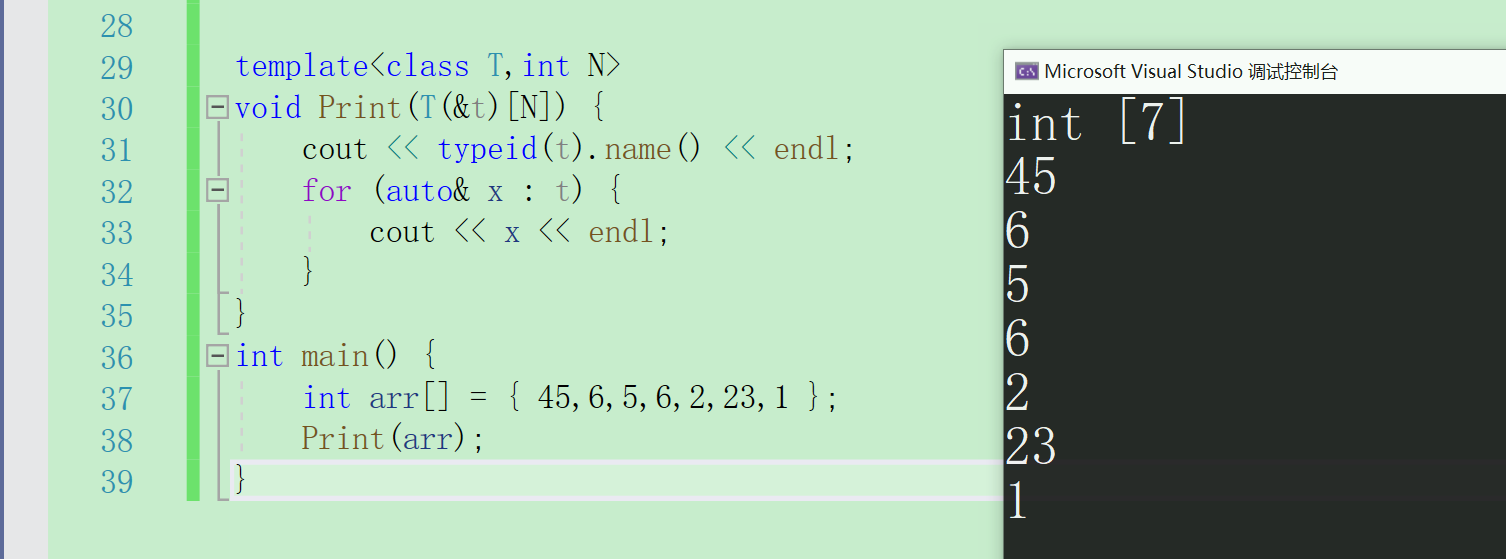 28
29 template<class T,int N>
30 void Print(T(&t)[N]) {
31 cout << typeid(t).name() << endl;
32 for (auto& x : t) {
33 cout << x << endl;
34 }
35 }
36 int main() {
37 int arr[] = { 45,6,5,6,2,23,1 };
38 Print(arr);
39 }
C:\ Microsoft Visual Studio 调试控制台
int [7]
45
6
5
6
2
23
1